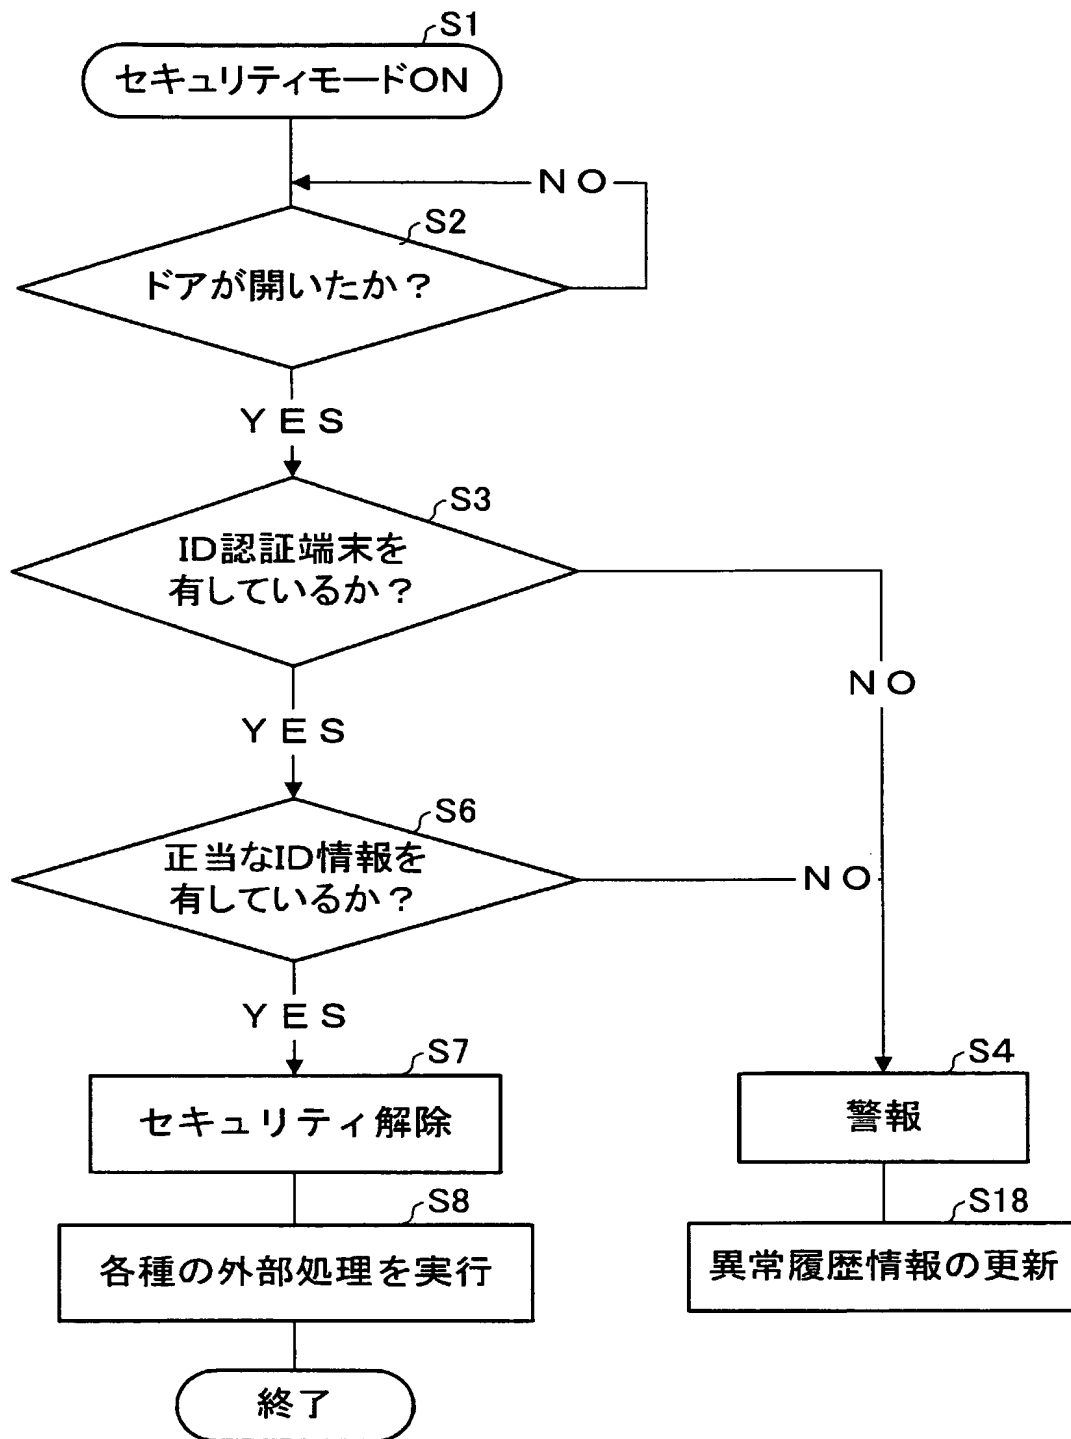 S1
セキュリティモードON
NO
S2
ドアが開いたか？
YES
S3
ID認証端末を
有しているか？
NO
YES
S6
正当なID情報を
有しているか？
NO
YES
S7
セキュリティ解除
S4
警報
S8
各種の外部処理を実行
S18
異常履歴情報の更新
終了